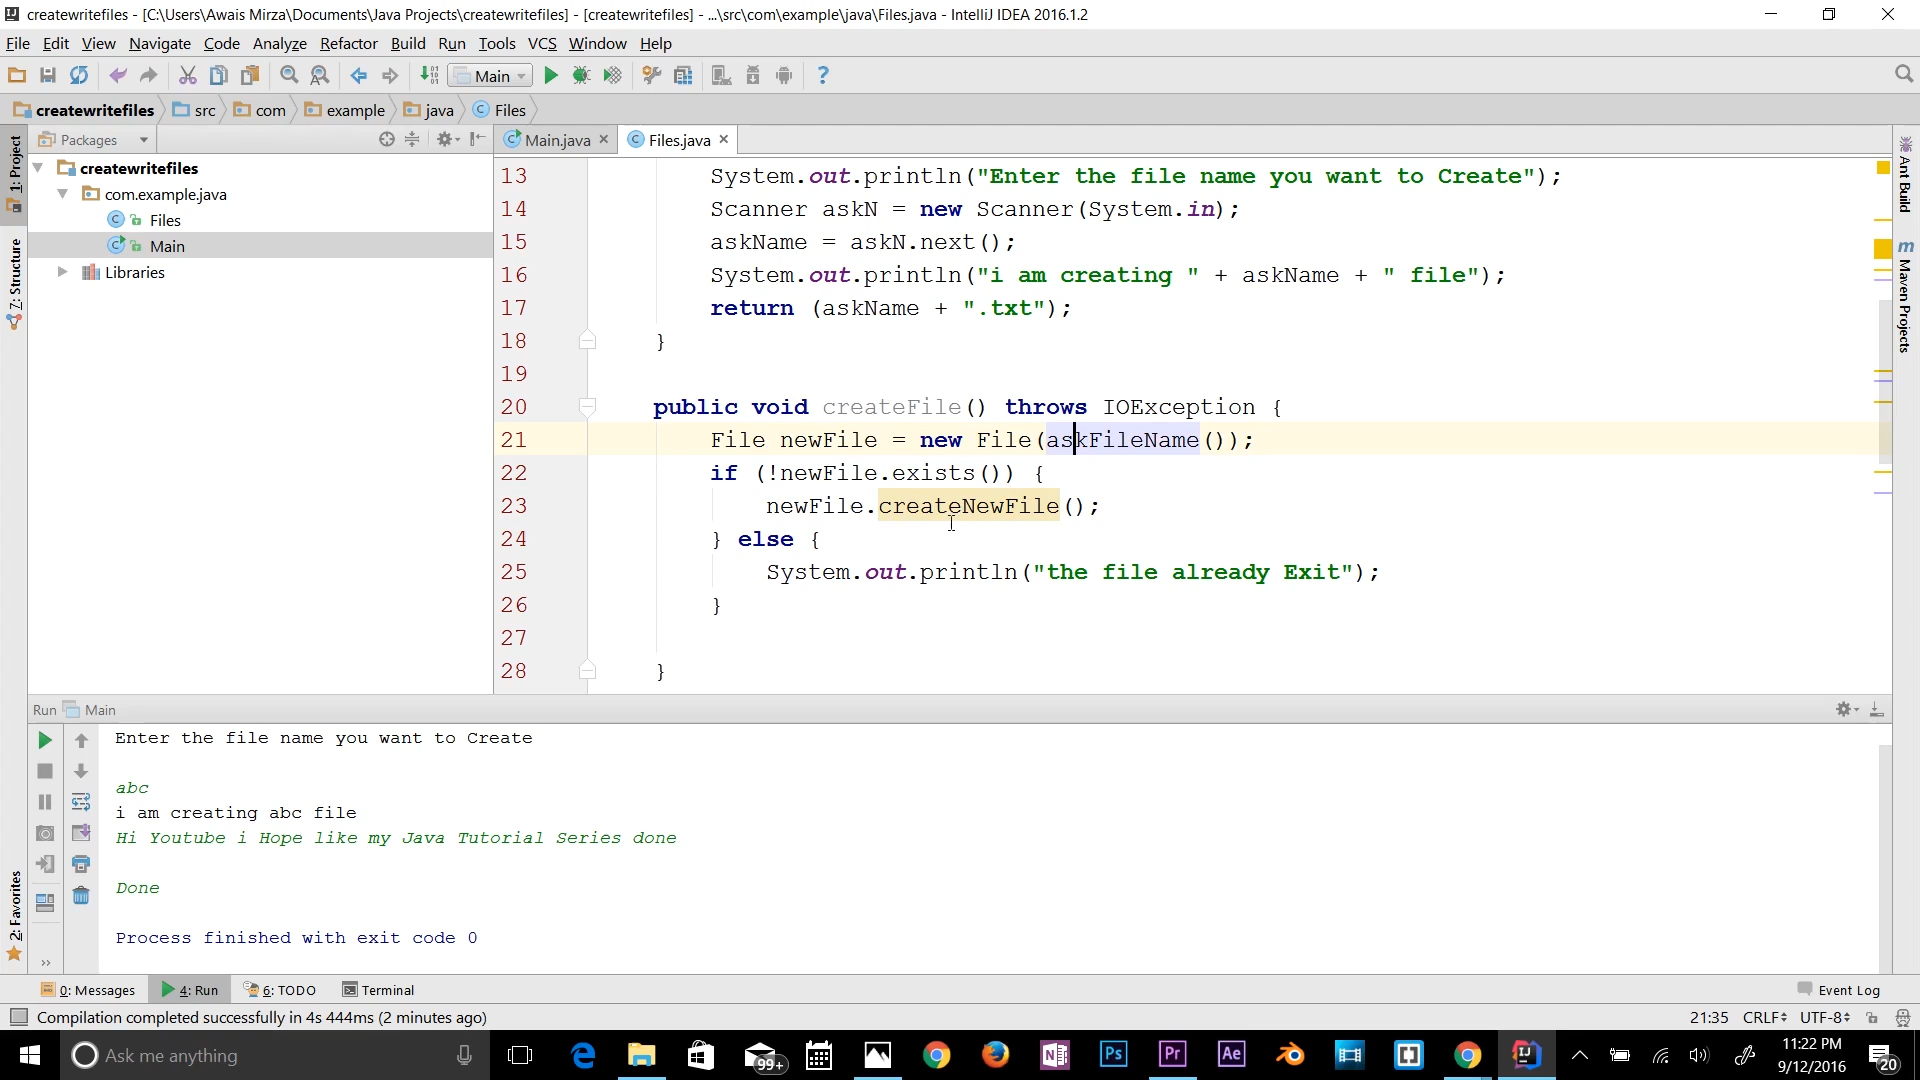 createwritefiles - [C:\Users\Awais Mirza\Documents\Java Projects\createwritefiles] - [createwritefiles] - ...\src\com\example\java\Files.java - IntelliJ IDEA 2016.1.2
File Edit View Navigate Code Analyze Refactor Build Run Tools VCS Window Help
Main
createwritefiles src com example java Files
Packages
Main.java Files.java
1: Project
Z: Structure
2: Favorites
createwritefiles
com.example.java
Files
Main
Libraries
13 System.out.println("Enter the file name you want to Create");
14 Scanner askN = new Scanner(System.in);
15 askName = askN.next();
16 System.out.println("i am creating " + askName + " file");
17 return (askName + ".txt");
18 }
19
20 public void createFile() throws IOException {
21 File newFile = new File(askFileName());
22 if (!newFile.exists()) {
23 newFile.createNewFile();
24 } else {
25 System.out.println("the file already Exit");
26 }
27
28 }
Ant Build
m Maven Projects
Run Main
Enter the file name you want to Create
abc
i am creating abc file
Hi Youtube i Hope like my Java Tutorial Series done
Done
Process finished with exit code 0
0: Messages 4: Run 6: TODO Terminal Event Log
Compilation completed successfully in 4s 444ms (2 minutes ago) 21:35 CRLF UTF-8
Ask me anything
99+
Ps Pr Ae
11:22 PM
9/12/2016
20